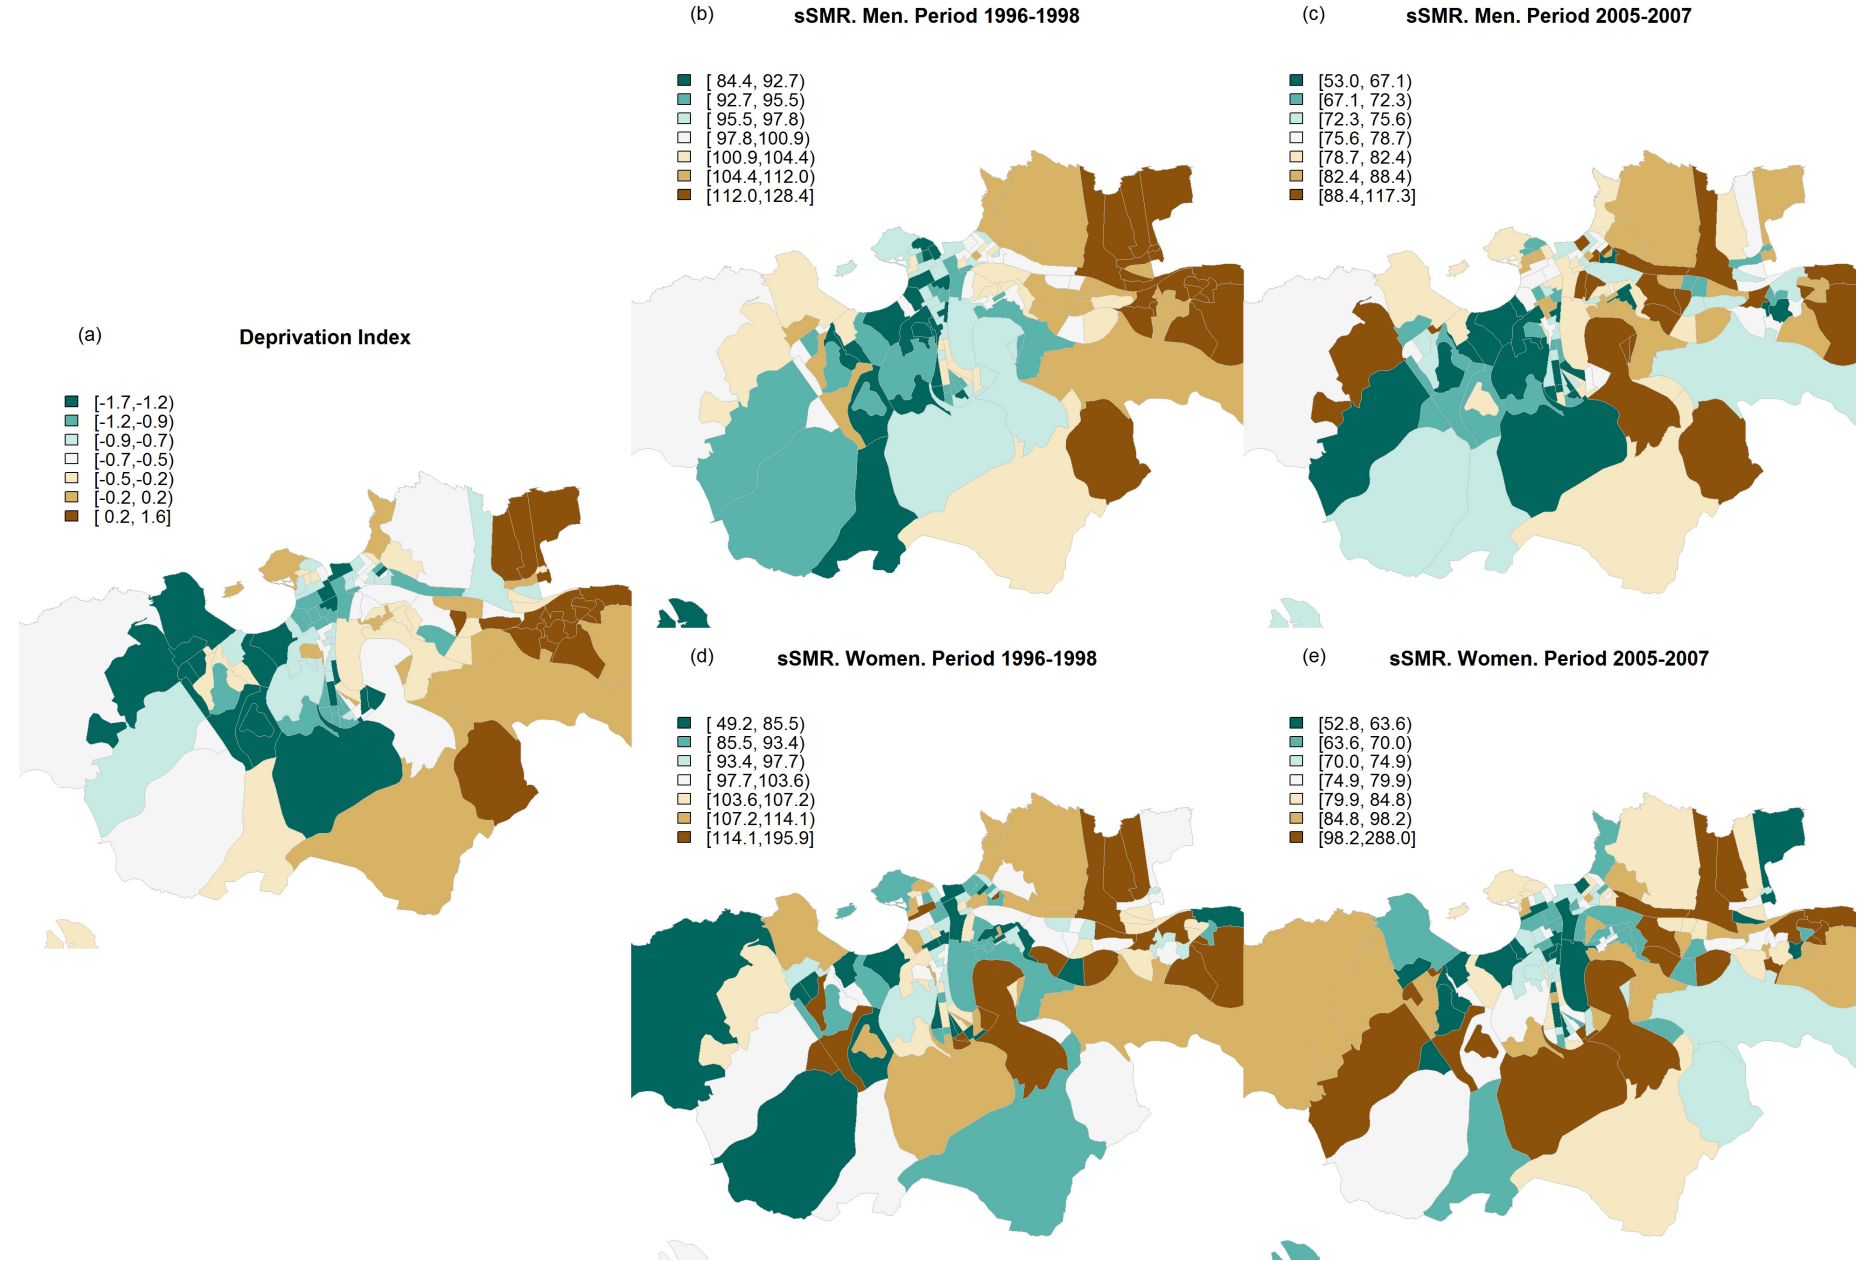 (a) Deprivation Index
[-1.7,-1.2)
[-1.2,-0.9)
[-0.9,-0.7)
[-0.7,-0.5)
[-0.5,-0.2)
[-0.2, 0.2)
[ 0.2, 1.6]
(b) sSMR. Men. Period 1996-1998
[ 84.4, 92.7)
[ 92.7, 95.5)
[ 95.5, 97.8)
[ 97.8,100.9)
[100.9,104.4)
[104.4,112.0)
[112.0,128.4]
(c) sSMR. Men. Period 2005-2007
[53.0, 67.1)
[67.1, 72.3)
[72.3, 75.6)
[75.6, 78.7)
[78.7, 82.4)
[82.4, 88.4)
[88.4,117.3]
(d) sSMR. Women. Period 1996-1998
[ 49.2, 85.5)
[ 85.5, 93.4)
[ 93.4, 97.7)
[ 97.7,103.6)
[103.6,107.2)
[107.2,114.1)
[114.1,195.9]
(e) sSMR. Women. Period 2005-2007
[52.8, 63.6)
[63.6, 70.0)
[70.0, 74.9)
[74.9, 79.9)
[79.9, 84.8)
[84.8, 98.2)
[98.2,288.0]